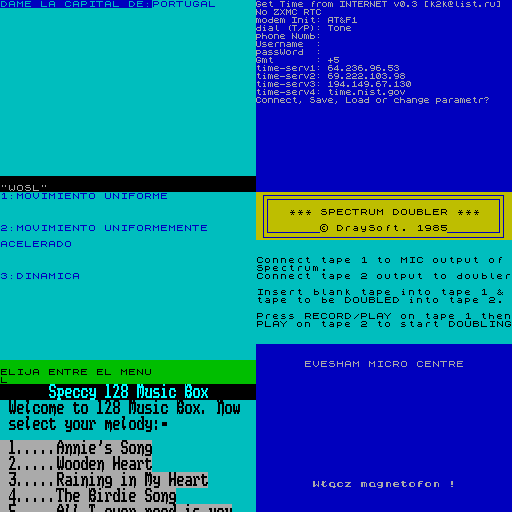 DAME LA CAPITAL DE:PORTUGAL
"WOSL"
1:MOVIMIENTO UNIFORME
2:MOVIMIENTO UNIFORMEMENTE
ACELERADO
3:DINAMICA
ELIJA ENTRE EL MENU
L
Speccy 128 Music Box
Welcome to 128 Music Box. Now
select your melody:
1.....Annie's Song
2.....Wooden Heart
3.....Raining in My Heart
4.....The Birdie Song
5.....All I ever need is you
Get Time from INTERNET v0.3 [k2k@list.ru]
No ZXMC RTC
modem Init: AT&F1
dial (T/P): Tone
phone Numb:
Username  :
passWord  :
Gmt       : +5
time-serv1: 64.236.96.53
time-serv2: 69.222.103.98
time-serv3: 194.149.67.130
time-serv4: time.nist.gov
Connect, Save, Load or change parametr?
*** SPECTRUM DOUBLER ***
© DraySoft. 1985
Connect tape 1 to MIC output of
Spectrum.
Connect tape 2 output to doubler
Insert blank tape into tape 1 &
tape to be DOUBLED into tape 2.
Press RECORD/PLAY on tape 1 then
PLAY on tape 2 to start DOUBLING
EVESHAM MICRO CENTRE
Włącz magnetofon !